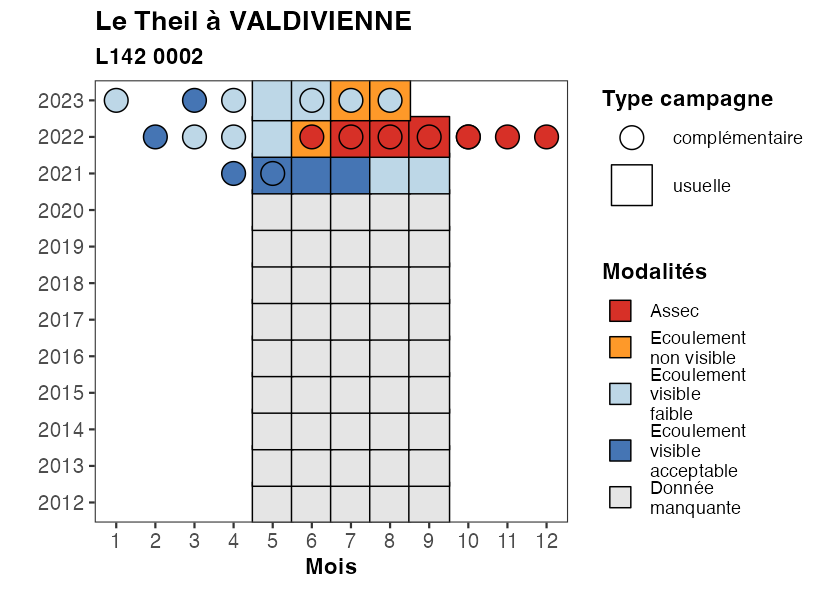 Le Theil à VALDIVIENNE
L142 0002
2023
2022
2021
2020
2019
2018
2017
2016
2015
2014
2013
2012
1 2 3 4 5 6 7 8 9 10 11 12
Mois
Type campagne
complémentaire
usuelle
Modalités
Assec
Ecoulement
non visible
Ecoulement
visible
faible
Ecoulement
visible
acceptable
Donnée
manquante